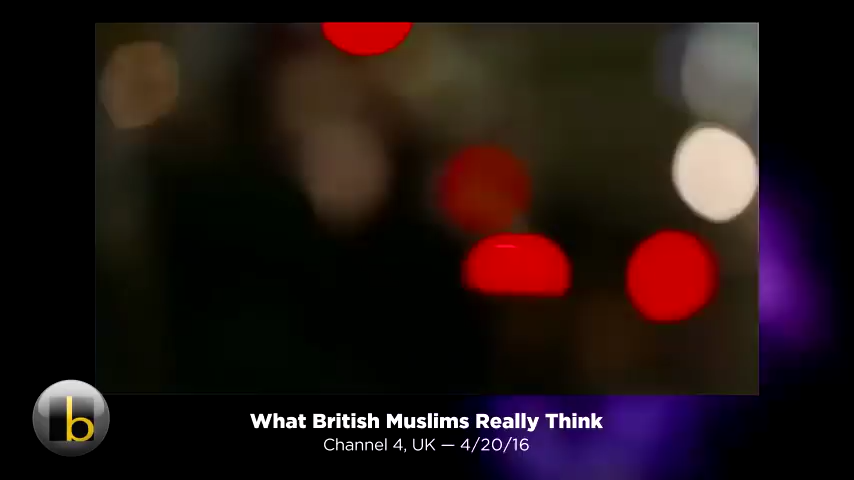 b
What British Muslims Really Think
Channel 4, UK — 4/20/16